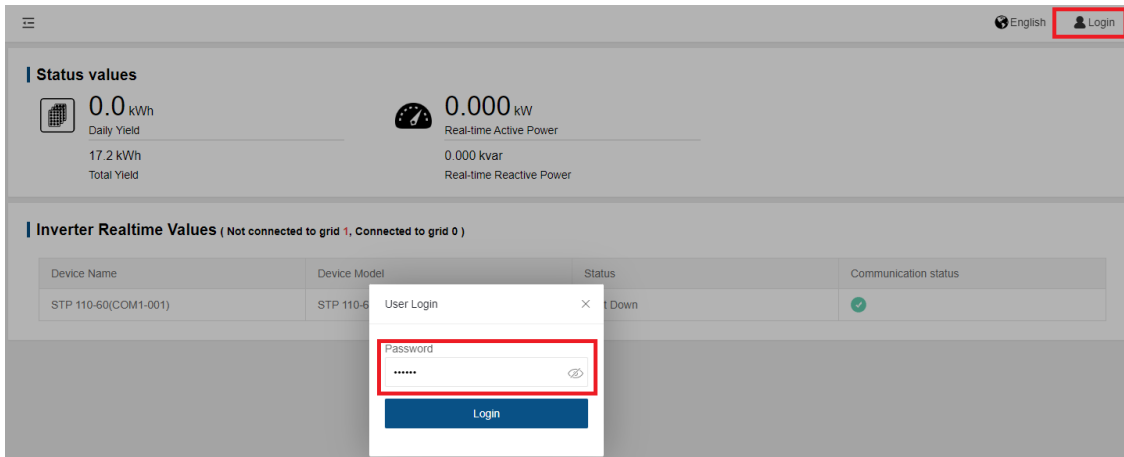 English Login
Status values
0.0 kWh
Daily Yield
17.2 kWh
Total Yield
0.000 kW
Real-time Active Power
0.000 kvar
Real-time Reactive Power
Inverter Realtime Values ( Not connected to grid 1, Connected to grid 0 )
Device Name Device Model Status Communication status
STP 110-60(COM1-001) STP 110-6 t Down
User Login
Password
••••••
Login